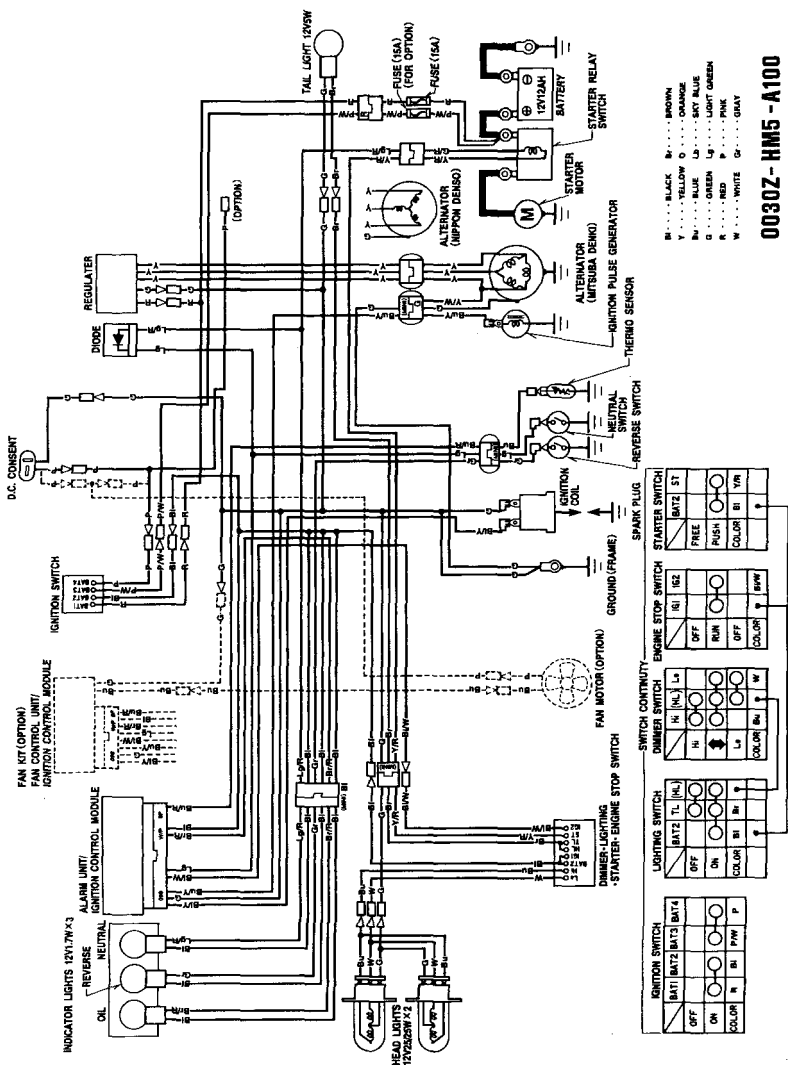 INDICATOR LIGHTS 12V1.7W×3
OIL
REVERSE
NEUTRAL
ALARM UNIT/
IGNITION CONTROL MODULE
FAN KIT (OPTION)
FAN CONTROL UNIT/
IGNITION CONTROL MODULE
IGNITION SWITCH
BAT1
BAT2
BAT3
BAT4
D.C. CONSENT
DIODE
REGULATER
(OPTION)
TAIL LIGHT 12V5W
FUSE (15A)
(FOR OPTION)
FUSE (15A)
12V12AH
BATTERY
STARTER RELAY
SWITCH
M
STARTER
MOTOR
ALTERNATOR
(NIPPON DENSO)
ALTERNATOR
(MITSUBA DENKI)
IGNITION PULSE GENERATOR
THERMO SENSOR
NEUTRAL
SWITCH
REVERSE SWITCH
IGNITION
COIL
SPARK PLUG
GROUND (FRAME)
FAN MOTOR (OPTION)
DIMMER·LIGHTING
·STARTER·ENGINE STOP SWITCH
HEAD LIGHTS
12V25/25W×2
SWITCH CONTINUTY
IGNITION SWITCH
BAT1 BAT2 BAT3 BAT4
OFF
ON
COLOR R Bl P/W P
LIGHTING SWITCH
BAT2 TL (HL)
OFF
ON
COLOR Bl Br
DIMMER SWITCH
Hi (HL) Lo
Hi
Lo
COLOR Bu W
ENGINE STOP SWITCH
IG1 IG2
OFF
RUN
OFF
COLOR Bl/W
STARTER SWITCH
BAT2 ST
FREE
PUSH
COLOR Bl Y/R
Bl ···· BLACK Br ···· BROWN
Y ···· YELLOW O ···· ORANGE
Bu ···· BLUE Lb ···· SKY BLUE
G ···· GREEN Lg ···· LIGHT GREEN
R ···· RED P ···· PINK
W ···· WHITE Gr ···· GRAY
0030Z-HM5-A100